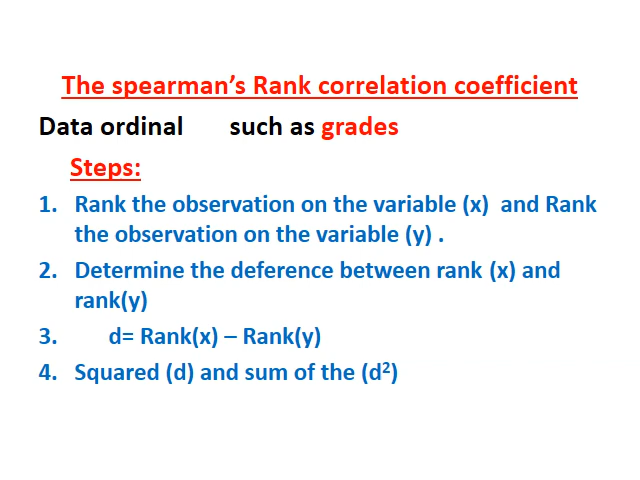 The spearman’s Rank correlation coefficient
Data ordinal such as grades
Steps:
1. Rank the observation on the variable (x) and Rank
the observation on the variable (y) .
2. Determine the deference between rank (x) and
rank(y)
3. d= Rank(x) – Rank(y)
4. Squared (d) and sum of the (d²)